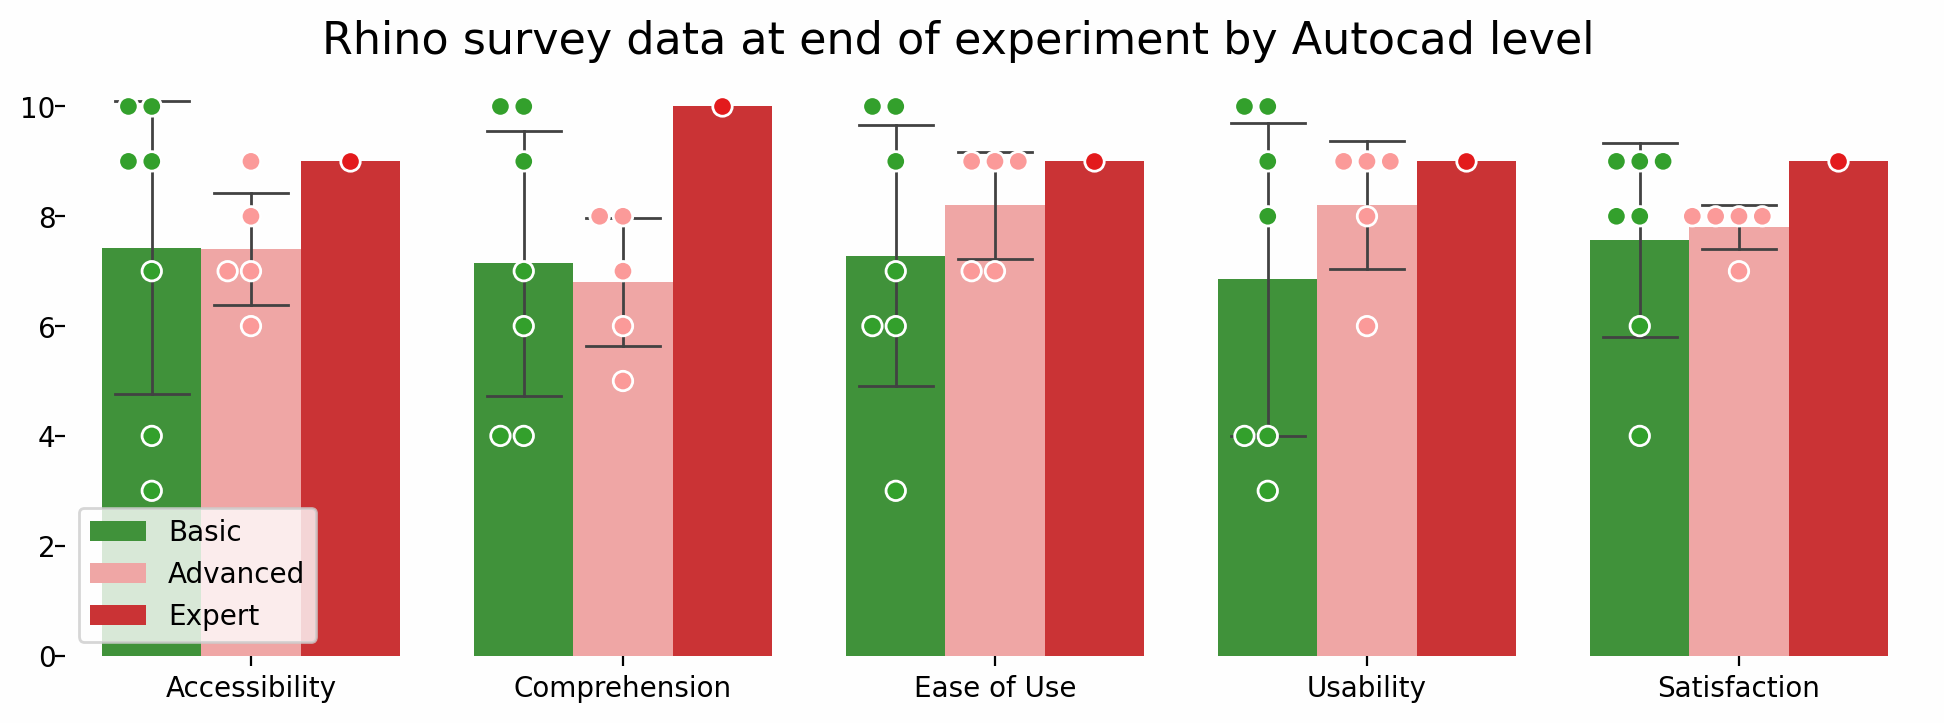 Rhino survey data at end of experiment by Autocad level
10
8
6
4
2
0
Basic
Advanced
Expert
Accessibility
Comprehension
Ease of Use
Usability
Satisfaction